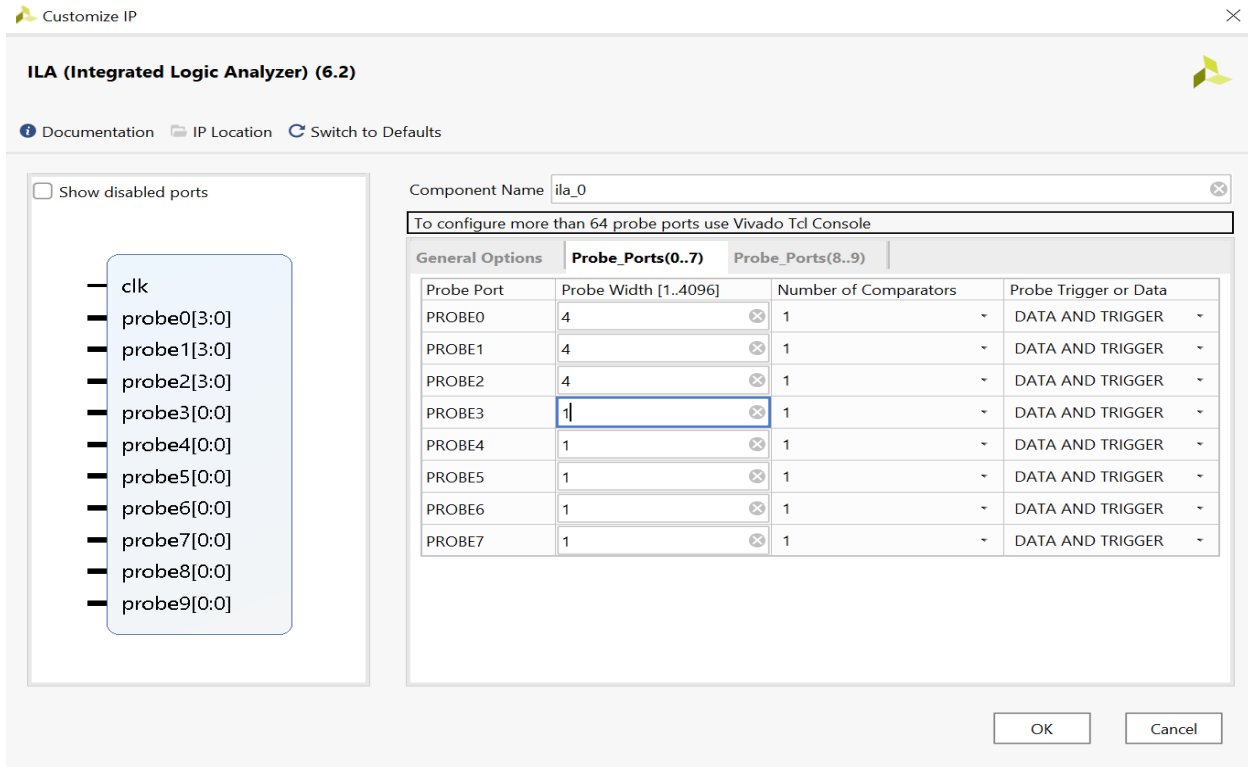 Customize IP
ILA (Integrated Logic Analyzer) (6.2)
Documentation IP Location Switch to Defaults
Show disabled ports
clk
probe0[3:0]
probe1[3:0]
probe2[3:0]
probe3[0:0]
probe4[0:0]
probe5[0:0]
probe6[0:0]
probe7[0:0]
probe8[0:0]
probe9[0:0]
Component Name ila_0
To configure more than 64 probe ports use Vivado Tcl Console
General Options Probe_Ports(0..7) Probe_Ports(8..9)
Probe Port Probe Width [1..4096] Number of Comparators Probe Trigger or Data
PROBE0 4 1 DATA AND TRIGGER
PROBE1 4 1 DATA AND TRIGGER
PROBE2 4 1 DATA AND TRIGGER
PROBE3 1 1 DATA AND TRIGGER
PROBE4 1 1 DATA AND TRIGGER
PROBE5 1 1 DATA AND TRIGGER
PROBE6 1 1 DATA AND TRIGGER
PROBE7 1 1 DATA AND TRIGGER
OK Cancel